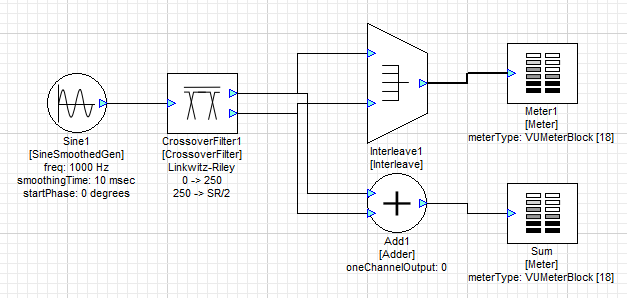 Sine1
[SineSmoothedGen]
freq: 1000 Hz
smoothingTime: 10 msec
startPhase: 0 degrees
CrossoverFilter1
[CrossoverFilter]
Linkwitz-Riley
0 -> 250
250 -> SR/2
Interleave1
[Interleave]
Meter1
[Meter]
meterType: VUMeterBlock [18]
Add1
[Adder]
oneChannelOutput: 0
Sum
[Meter]
meterType: VUMeterBlock [18]